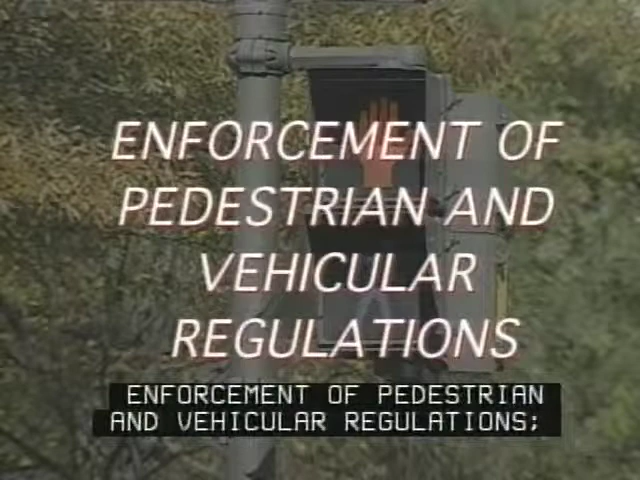 ENFORCEMENT OF
PEDESTRIAN AND
VEHICULAR
REGULATIONS
ENFORCEMENT OF PEDESTRIAN
AND VEHICULAR REGULATIONS;